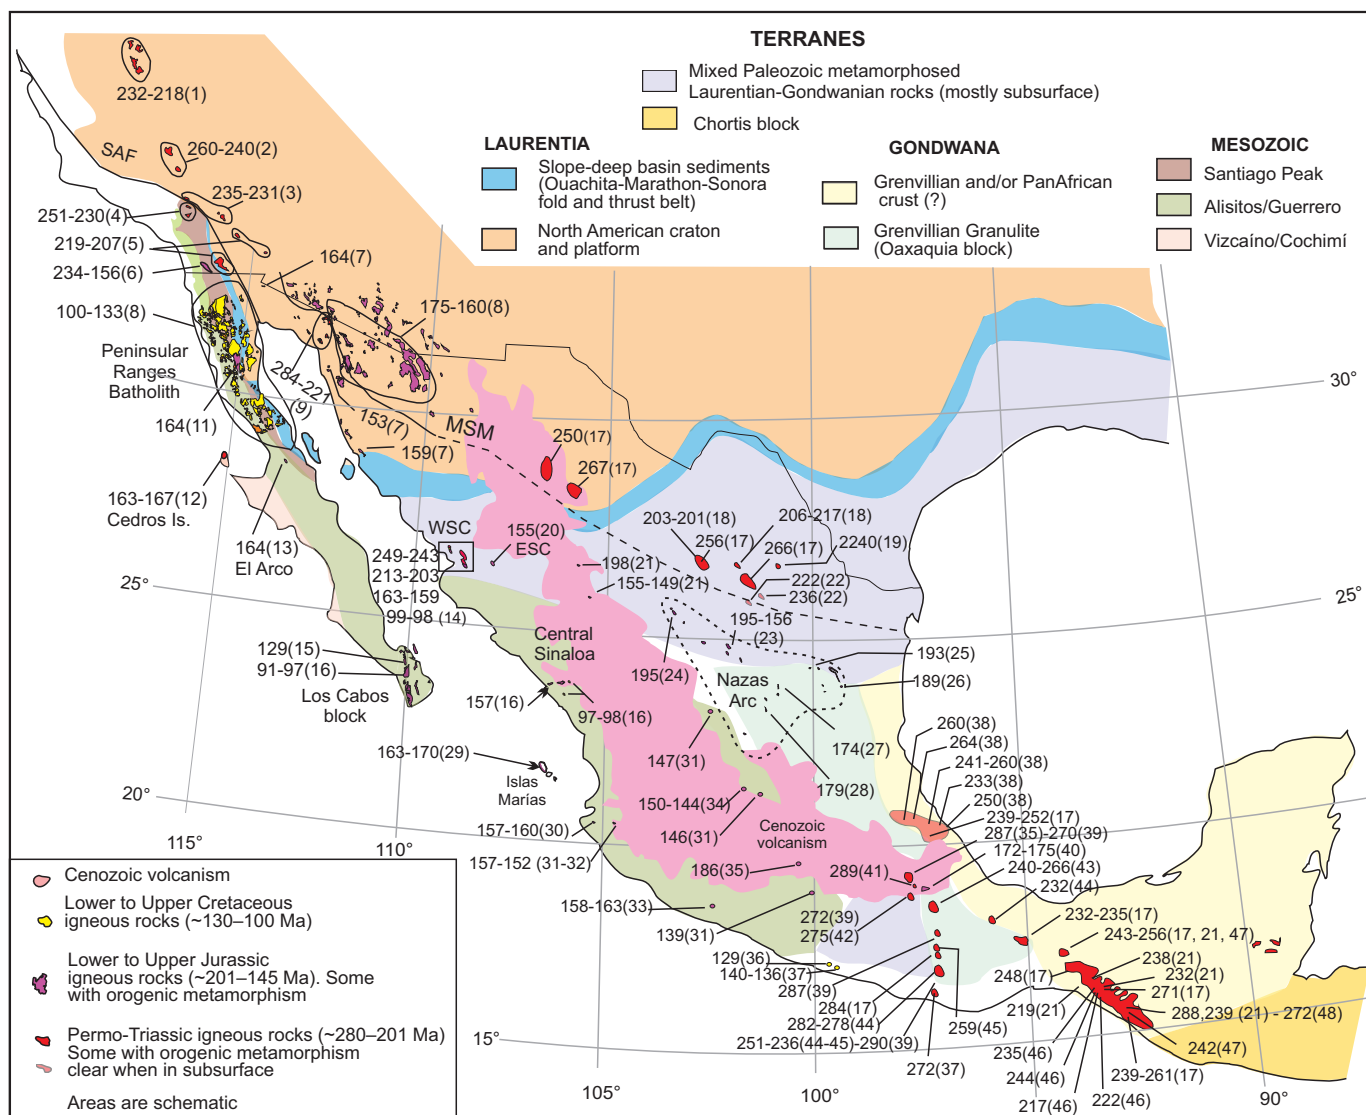 TERRANES
Mixed Paleozoic metamorphosed
Laurentian-Gondwanian rocks (mostly subsurface)
Chortis block
LAURENTIA
Slope-deep basin sediments
(Ouachita-Marathon-Sonora
fold and thrust belt)
North American craton
and platform
GONDWANA
Grenvillian and/or PanAfrican
crust (?)
Grenvillian Granulite
(Oaxaquia block)
MESOZOIC
Santiago Peak
Alisitos/Guerrero
Vizcaíno/Cochimí
232-218(1)
SAF
260-240(2)
235-231(3)
251-230(4)
219-207(5)
234-156(6)
164(7)
175-160(8)
100-133(8)
Peninsular
Ranges
Batholith
284-221
(9)
153(7)
164(11)
159(7)
MSM
250(17)
267(17)
30°
163-167(12)
Cedros Is.
164(13)
El Arco
WSC
155(20)
ESC
249-243
213-203
163-159
99-98 (14)
203-201(18)
256(17)
206-217(18)
266(17)
2240(19)
198(21)
222(22)
155-149(21)
236(22)
25°
25°
195-156
(23)
Central
Sinaloa
129(15)
91-97(16)
Los Cabos
block
195(24)
Nazas
Arc
193(25)
189(26)
157(16)
97-98(16)
174(27)
163-170(29)
Islas
Marías
147(31)
179(28)
260(38)
264(38)
241-260(38)
233(38)
250(38)
239-252(17)
287(35)-270(39)
172-175(40)
240-266(43)
20°
115°
110°
150-144(34)
146(31)
Cenozoic
volcanism
157-160(30)
157-152 (31-32)
186(35)
289(41)
232(44)
158-163(33)
139(31)
272(39)
275(42)
232-235(17)
243-256(17, 21, 47)
129(36)
140-136(37)
287(39)
284(17)
282-278(44)
251-236(44-45)-290(39)
272(37)
259(45)
248(17)
219(21)
238(21)
232(21)
271(17)
288,239 (21) - 272(48)
242(47)
235(46)
244(46)
217(46)
222(46)
239-261(17)
15°
105°
100°
90°
Cenozoic volcanism
Lower to Upper Cretaceous
igneous rocks (~130–100 Ma)
Lower to Upper Jurassic
igneous rocks (~201–145 Ma). Some
with orogenic metamorphism
Permo-Triassic igneous rocks (~280–201 Ma)
Some with orogenic metamorphism
clear when in subsurface
Areas are schematic